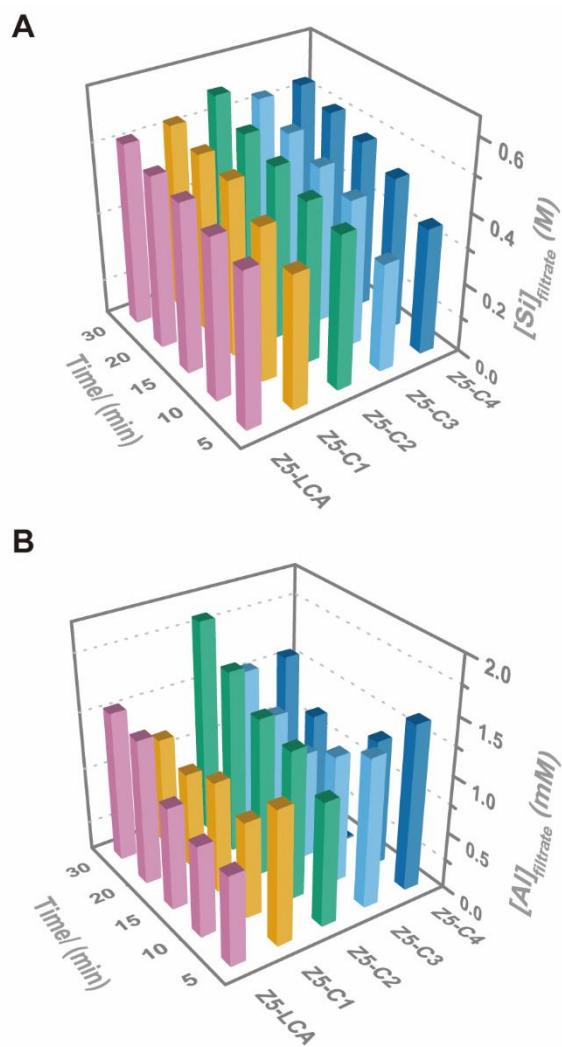 A
0.6
0.4
0.2
0.0
[Si]filtrate (M)
30
20
15
10
5
Time/ (min)
Z5-LCA
Z5-C1
Z5-C2
Z5-C3
Z5-C4
B
2.0
1.5
1.0
0.5
0.0
[Al]filtrate (mM)
30
20
15
10
5
Time/ (min)
Z5-LCA
Z5-C1
Z5-C2
Z5-C3
Z5-C4